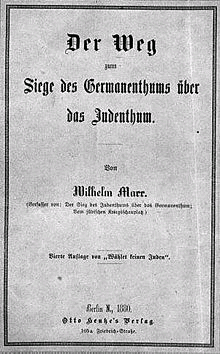 Der Weg
zum
Siege des Germanenthums über
das Judenthum.
Von
Wilhelm Marr.
(Verfasser von: Der Sieg des Judenthums über das Germanenthum;
Vom jüdischen Kriegsschauplatz)
Vierte Auflage von „Wählet keinen Juden“.
Berlin N., 1880.
Otto Hentze's Verlag.
105a Friedrich-Straße.